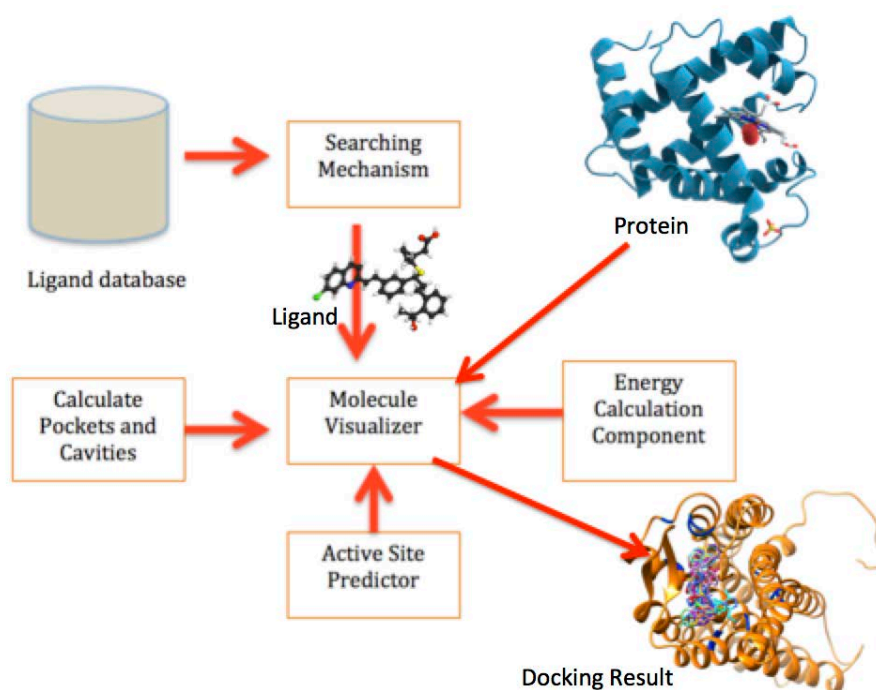 Searching
Mechanism
Protein
Ligand database
Ligand
Calculate
Pockets and
Cavities
Molecule
Visualizer
Energy
Calculation
Component
Active Site
Predictor
Docking Result